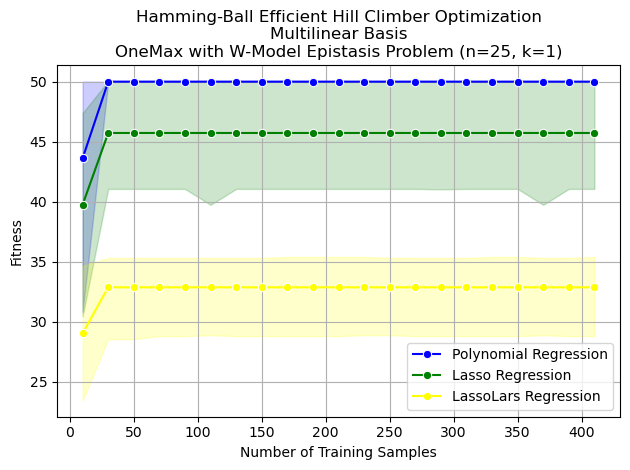 Hamming-Ball Efficient Hill Climber Optimization
Multilinear Basis
OneMax with W-Model Epistasis Problem (n=25, k=1)
50
45
40
35
30
25
Fitness
0
50
100
150
200
250
300
350
400
Number of Training Samples
Polynomial Regression
Lasso Regression
LassoLars Regression